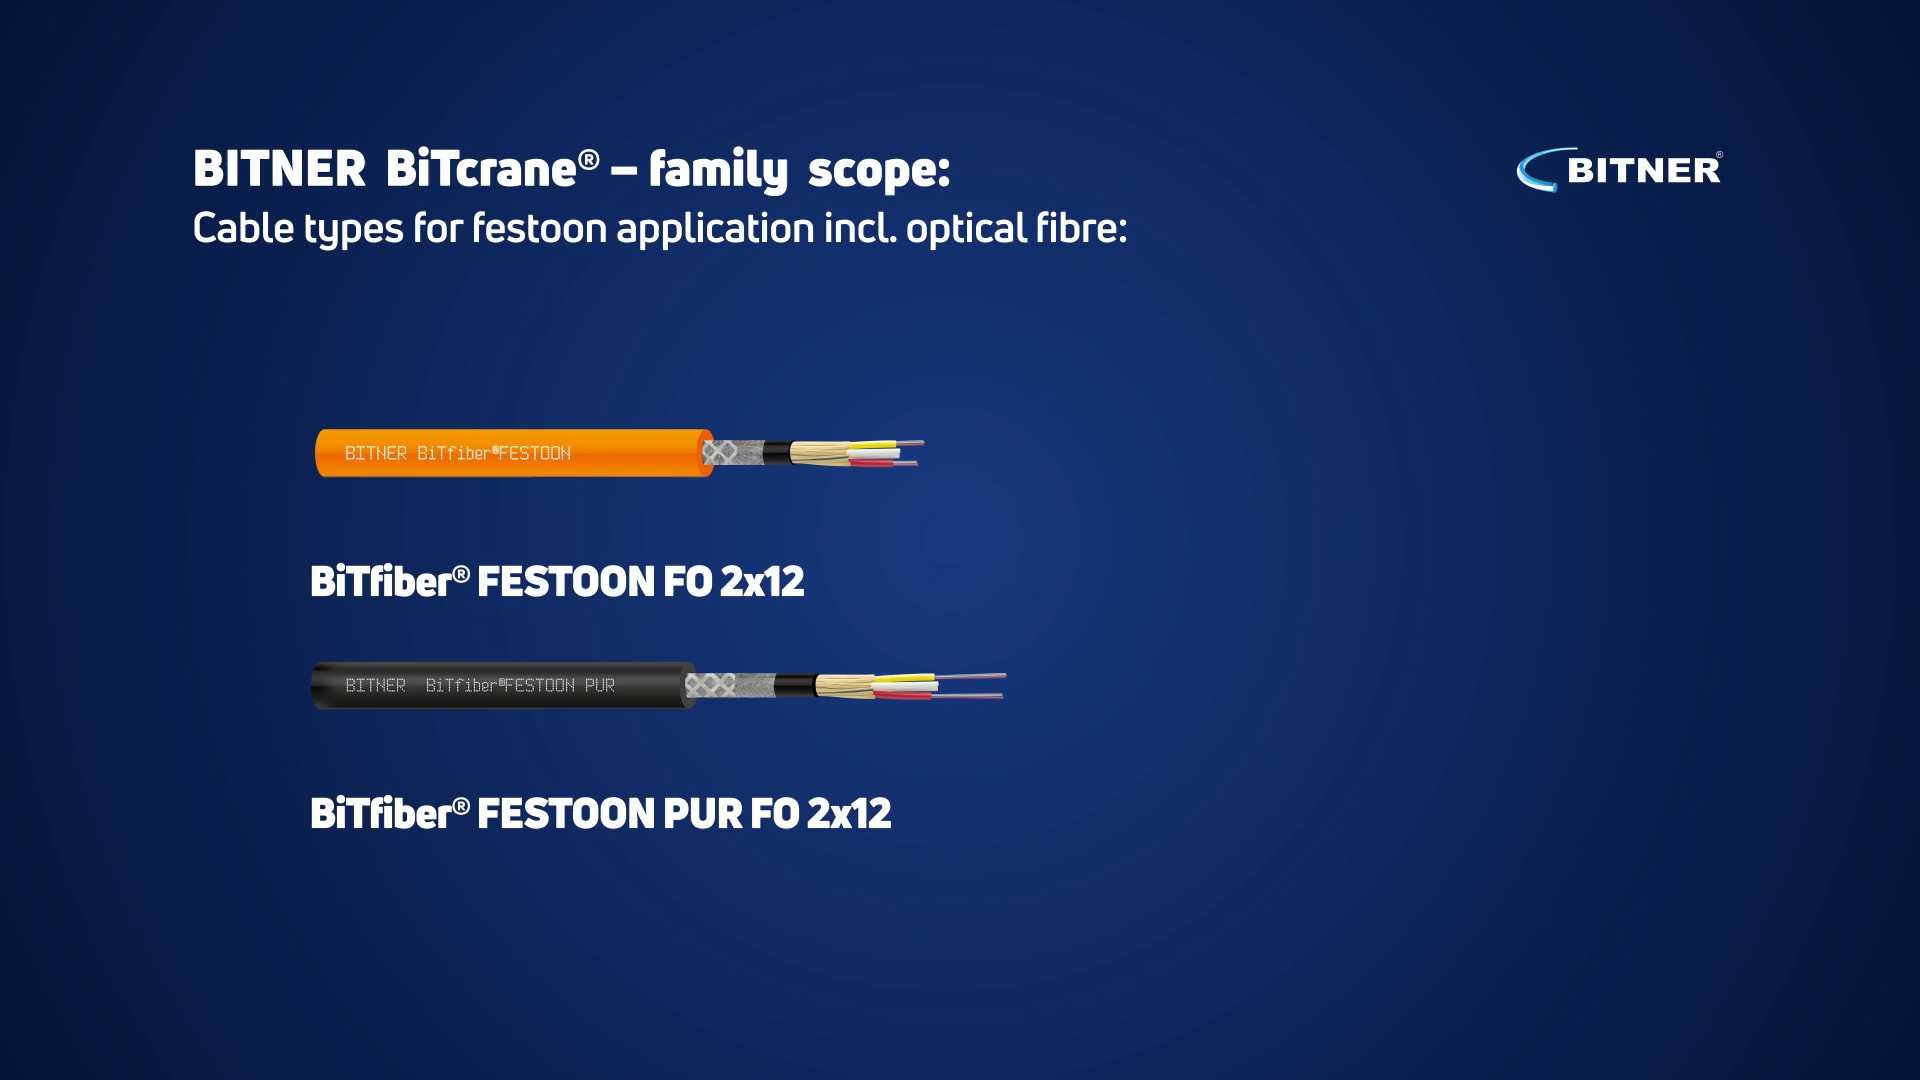 BITNER BiTcrane® – family scope:
BITNER®
Cable types for festoon application incl. optical fibre:
BITNER BiTfiber®FESTOON
BiTfiber® FESTOON FO 2x12
BITNER BiTfiber®FESTOON PUR
BiTfiber® FESTOON PUR FO 2x12